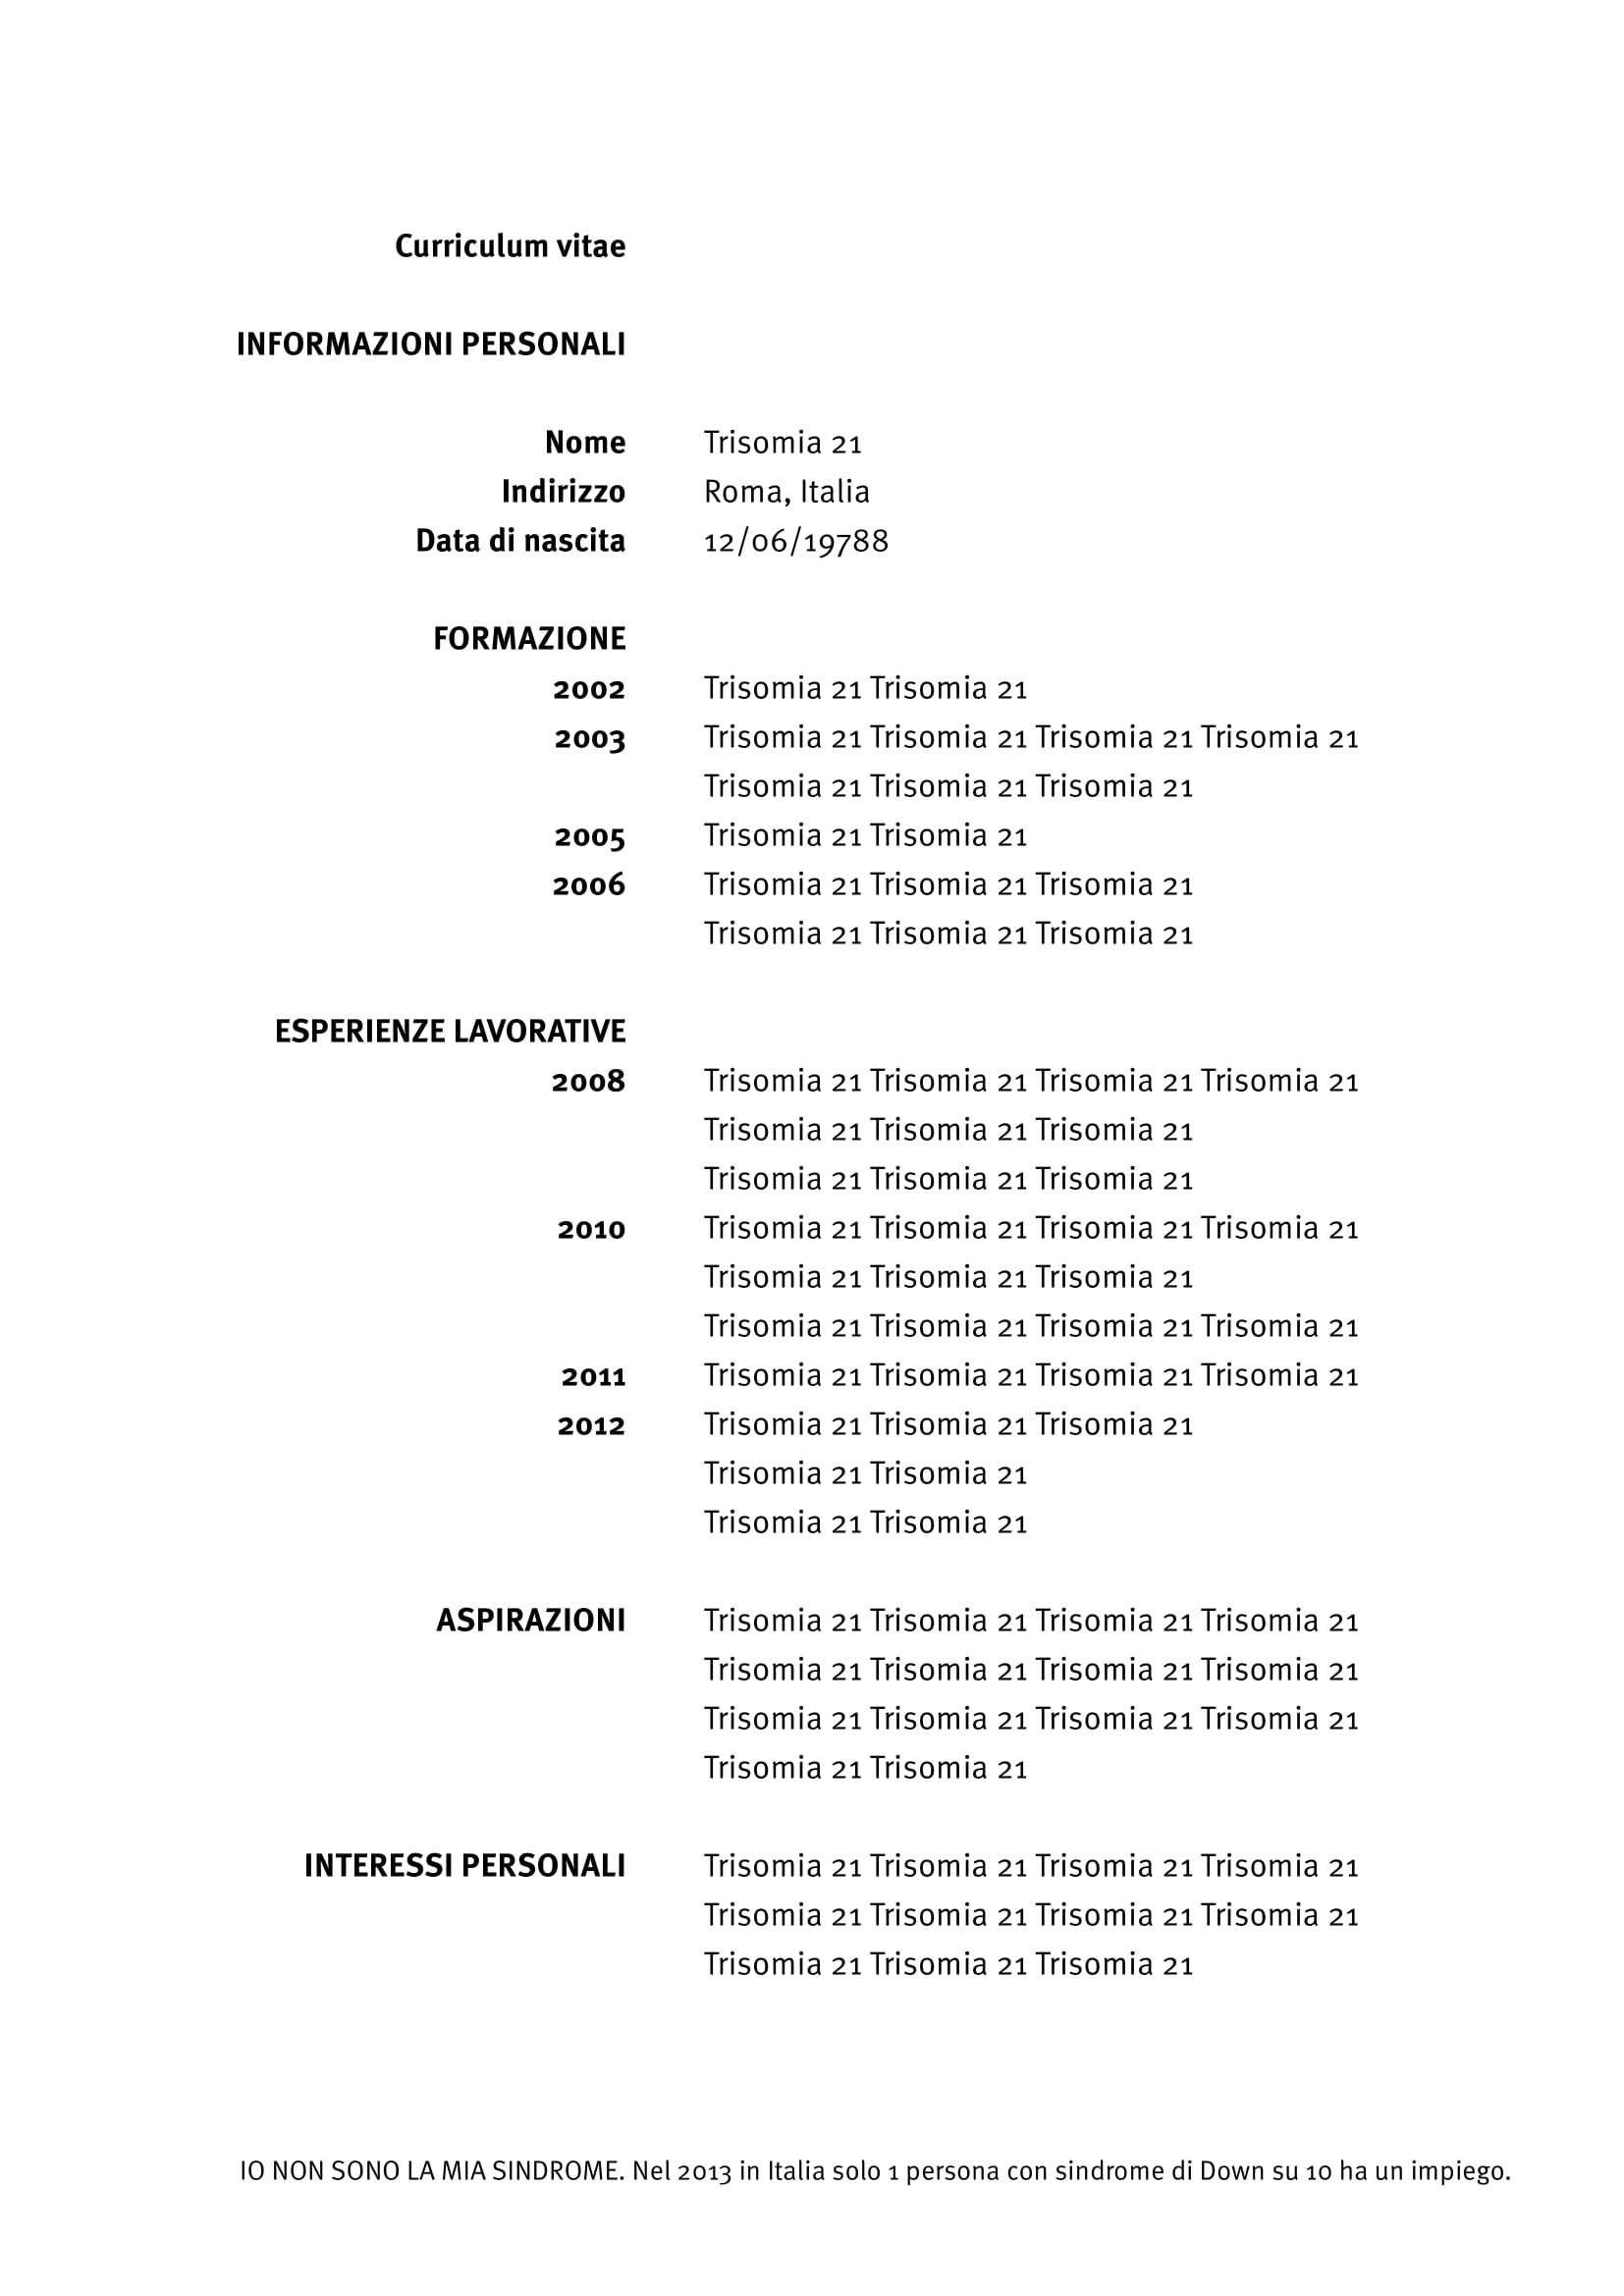 Curriculum vitae
INFORMAZIONI PERSONALI
Nome Trisomia 21
Indirizzo Roma, Italia
Data di nascita 12/06/19788
FORMAZIONE
2002 Trisomia 21 Trisomia 21
2003 Trisomia 21 Trisomia 21 Trisomia 21 Trisomia 21
Trisomia 21 Trisomia 21 Trisomia 21
2005 Trisomia 21 Trisomia 21
2006 Trisomia 21 Trisomia 21 Trisomia 21
Trisomia 21 Trisomia 21 Trisomia 21
ESPERIENZE LAVORATIVE
2008 Trisomia 21 Trisomia 21 Trisomia 21 Trisomia 21
Trisomia 21 Trisomia 21 Trisomia 21
Trisomia 21 Trisomia 21 Trisomia 21
2010 Trisomia 21 Trisomia 21 Trisomia 21 Trisomia 21
Trisomia 21 Trisomia 21 Trisomia 21
Trisomia 21 Trisomia 21 Trisomia 21 Trisomia 21
2011 Trisomia 21 Trisomia 21 Trisomia 21 Trisomia 21
2012 Trisomia 21 Trisomia 21 Trisomia 21
Trisomia 21 Trisomia 21
Trisomia 21 Trisomia 21
ASPIRAZIONI Trisomia 21 Trisomia 21 Trisomia 21 Trisomia 21
Trisomia 21 Trisomia 21 Trisomia 21 Trisomia 21
Trisomia 21 Trisomia 21 Trisomia 21 Trisomia 21
Trisomia 21 Trisomia 21
INTERESSI PERSONALI Trisomia 21 Trisomia 21 Trisomia 21 Trisomia 21
Trisomia 21 Trisomia 21 Trisomia 21 Trisomia 21
Trisomia 21 Trisomia 21 Trisomia 21
IO NON SONO LA MIA SINDROME. Nel 2013 in Italia solo 1 persona con sindrome di Down su 10 ha un impiego.